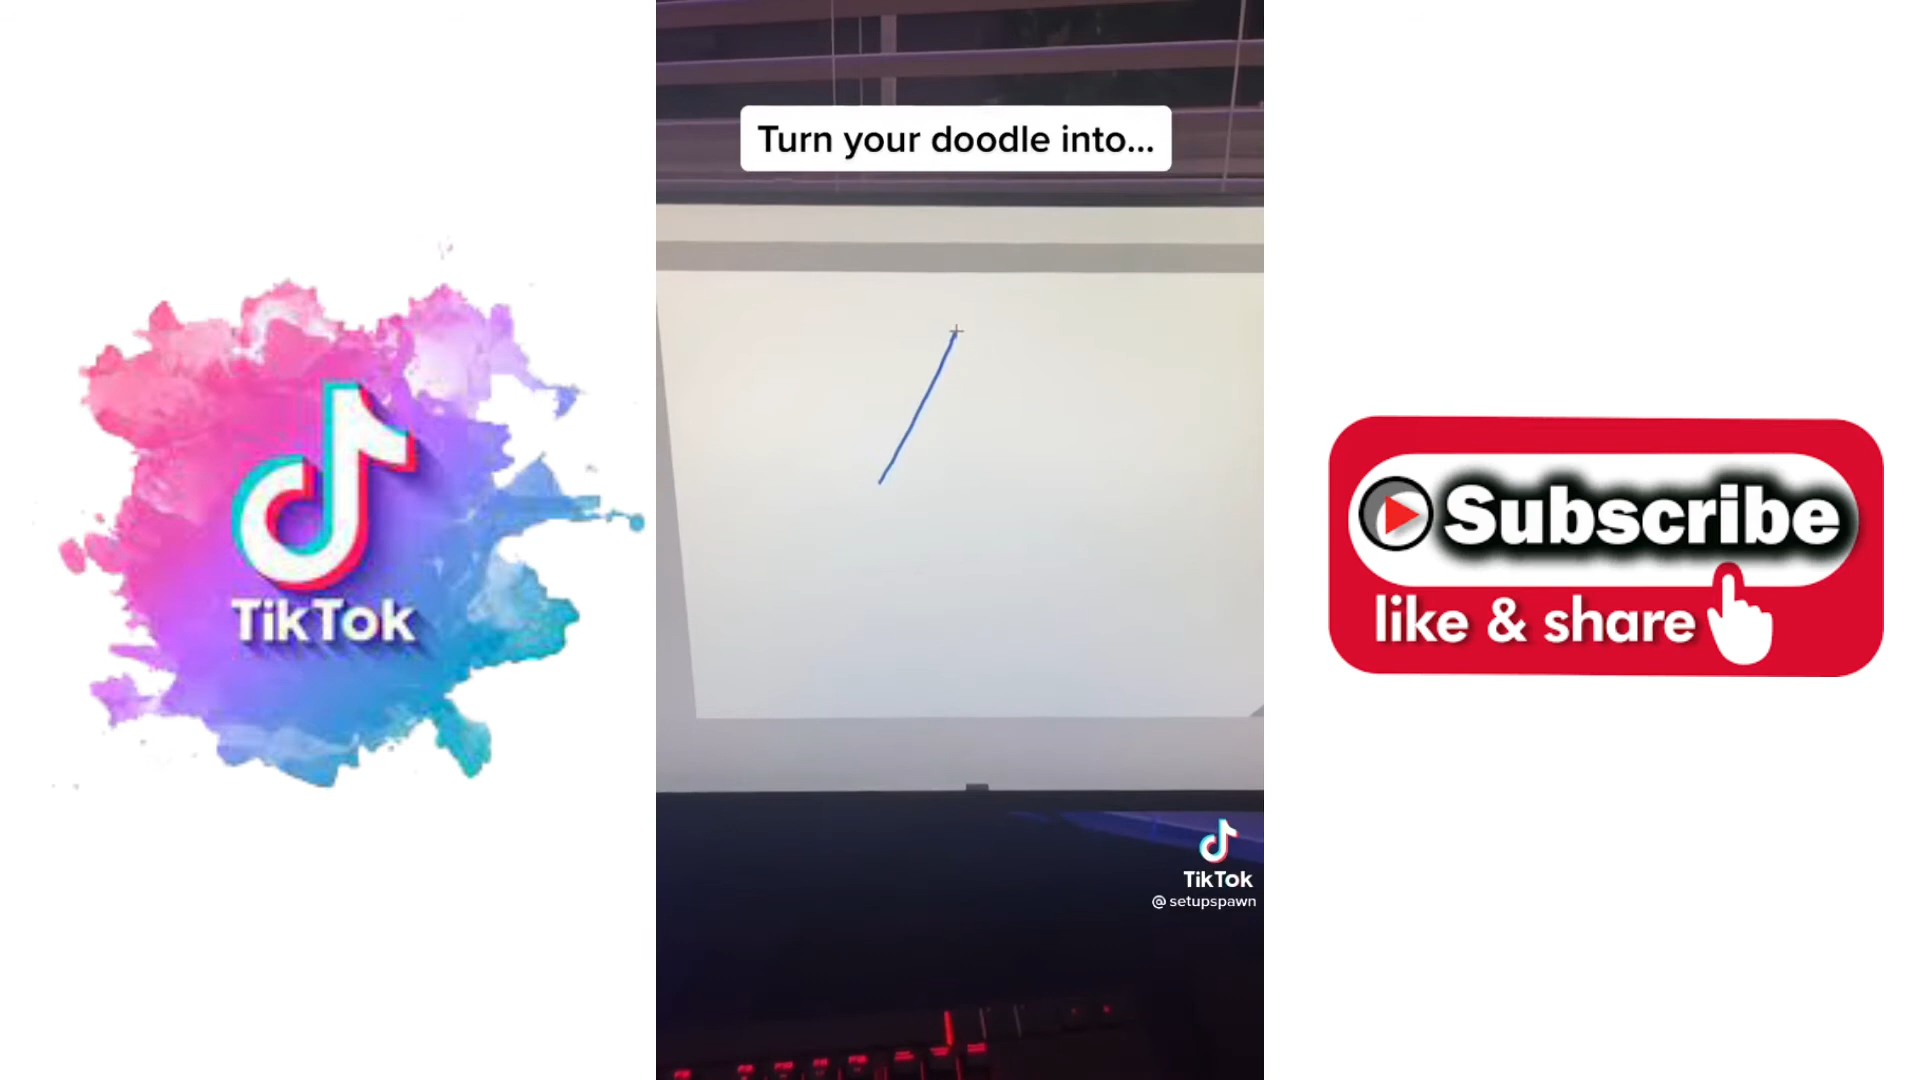 Turn your doodle into...
TikTok
Subscribe
like & share
TikTok
@setupspawn